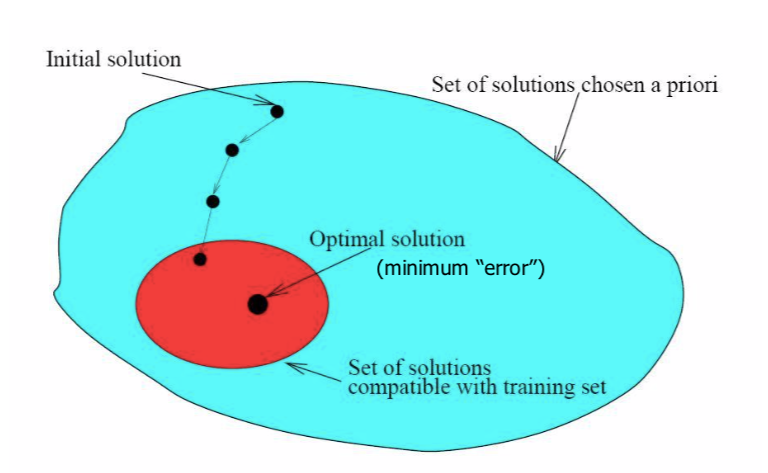 Initial solution
Set of solutions chosen a priori
Optimal solution
(minimum “error”)
Set of solutions
compatible with training set